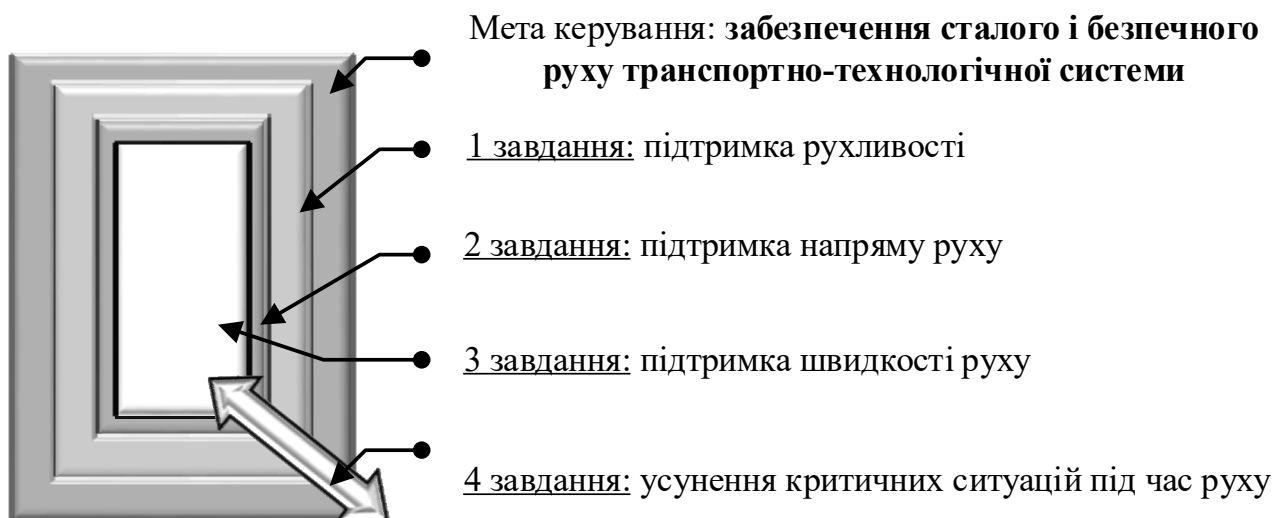 Мета керування: забезпечення сталого і безпечного
руху транспортно-технологічної системи
1 завдання: підтримка рухливості
2 завдання: підтримка напряму руху
3 завдання: підтримка швидкості руху
4 завдання: усунення критичних ситуацій під час руху